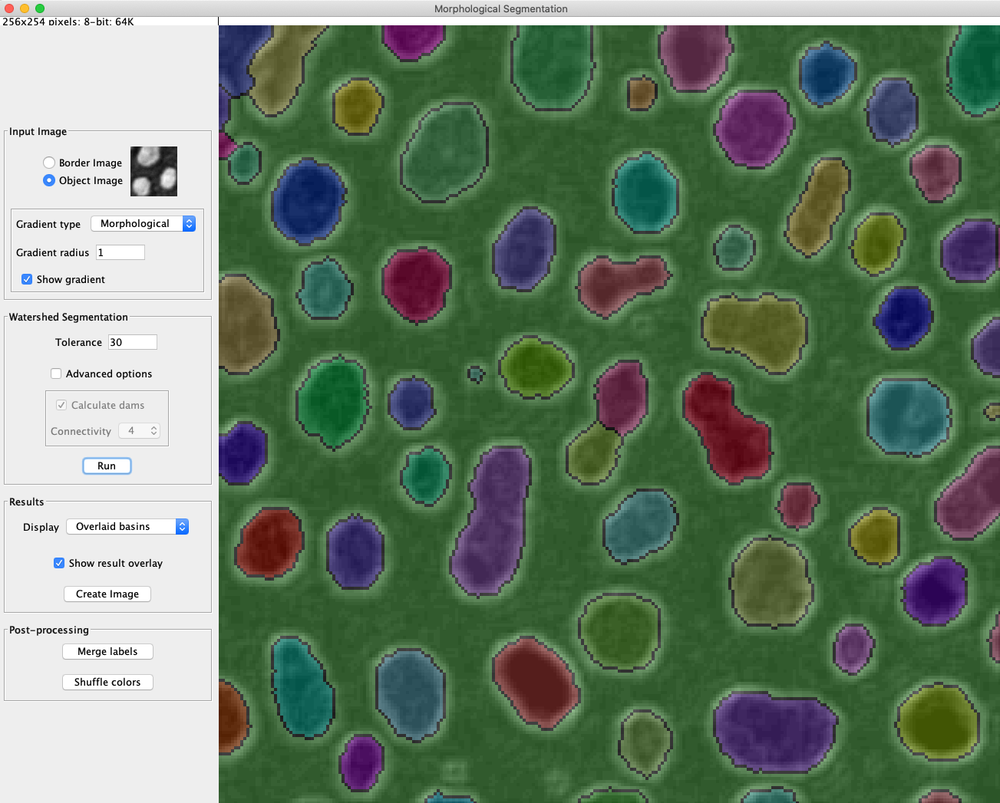 Morphological Segmentation
256x254 pixels; 8-bit; 64K
Input Image
Border Image
Object Image
Gradient type Morphological
Gradient radius 1
Show gradient
Watershed Segmentation
Tolerance 30
Advanced options
Calculate dams
Connectivity 4
Run
Results
Display Overlaid basins
Show result overlay
Create Image
Post-processing
Merge labels
Shuffle colors